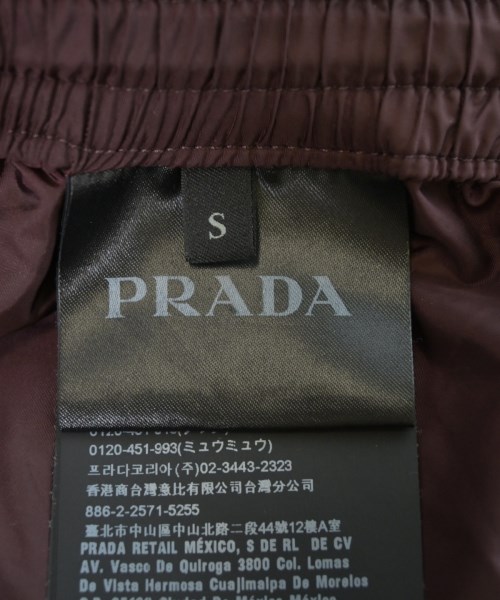 S
PRADA
0120-451-993(ミュウミュウ)
프라다코리아(주)02-3443-2323
香港商台灣意比有限公司台灣分公司
886-2-2571-5255
臺北市中山區中山北路二段44號12樓A室
PRADA RETAIL MÉXICO, S DE RL DE CV
AV. Vasco De Quiroga 3800 Col. Lomas
De Vista Hermosa Cuajimalpa De Morelos